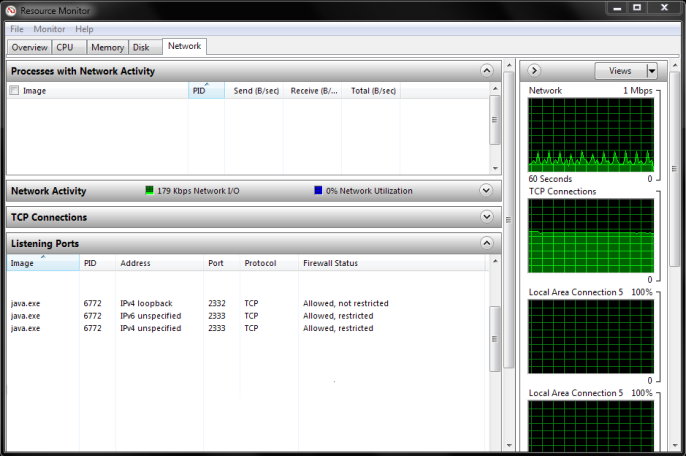 Resource Monitor
File Monitor Help
Overview CPU Memory Disk Network
Processes with Network Activity
Image PID Send (B/sec) Receive (B/... Total (B/sec)
Network Activity 179 Kbps Network I/O 0% Network Utilization
TCP Connections
Listening Ports
Image PID Address Port Protocol Firewall Status
java.exe 6772 IPv4 loopback 2332 TCP Allowed, not restricted
java.exe 6772 IPv6 unspecified 2333 TCP Allowed, restricted
java.exe 6772 IPv4 unspecified 2333 TCP Allowed, restricted
Views
Network 1 Mbps
60 Seconds 0
TCP Connections
0
Local Area Connection 5 100%
0
Local Area Connection 5 100%